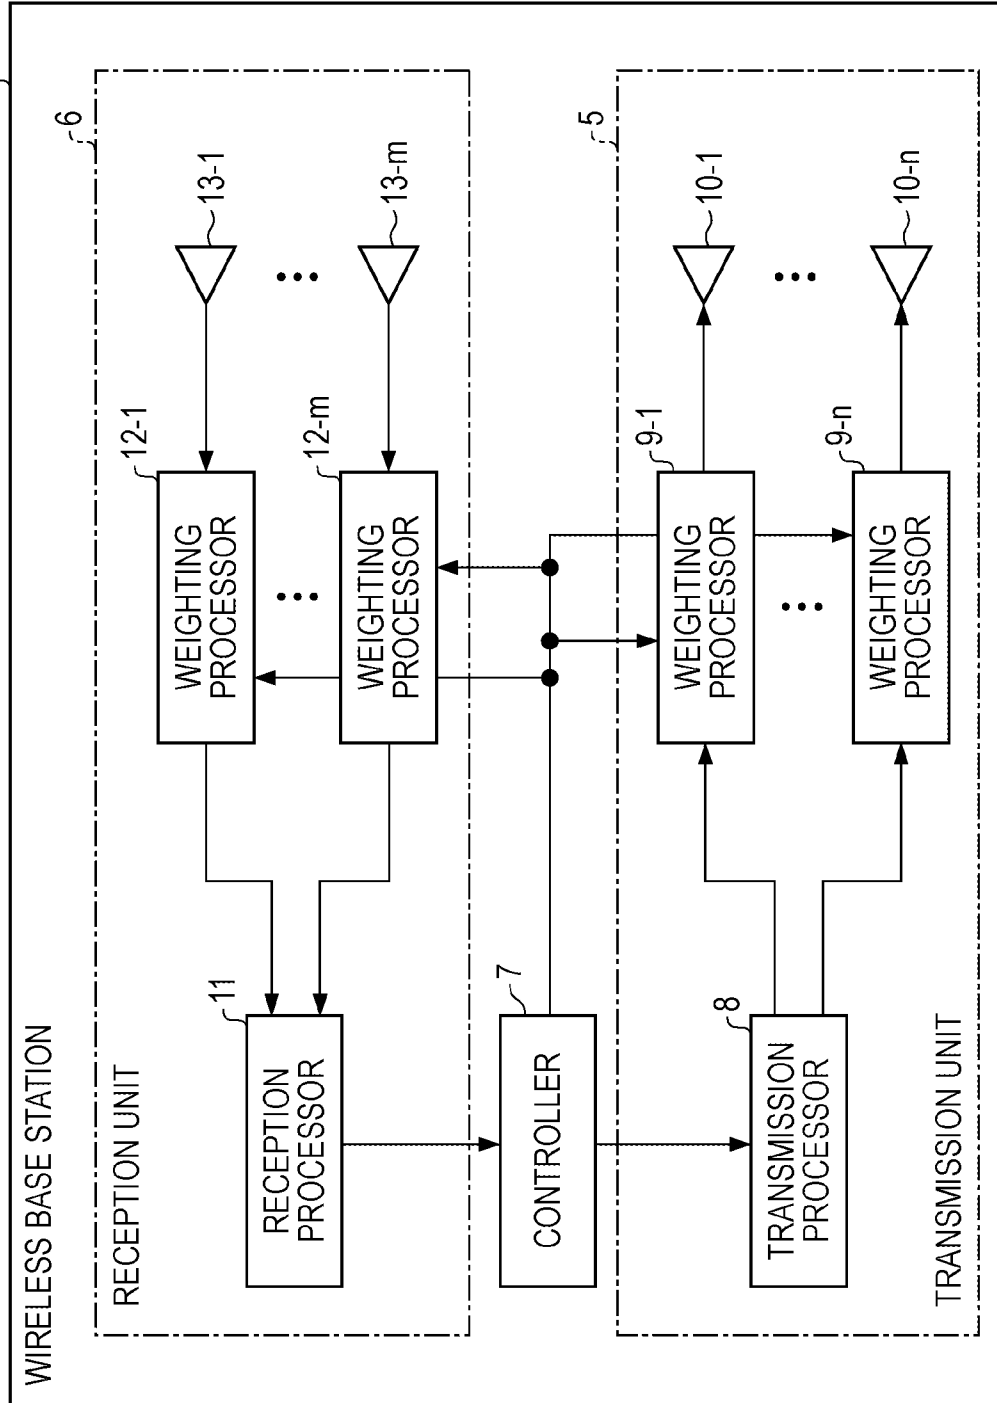 WIRELESS BASE STATION
RECEPTION UNIT
6
13-1
13-m
12-1
WEIGHTING
PROCESSOR
12-m
WEIGHTING
PROCESSOR
11
RECEPTION
PROCESSOR
7
CONTROLLER
5
10-1
10-n
9-1
WEIGHTING
PROCESSOR
9-n
WEIGHTING
PROCESSOR
8
TRANSMISSION
PROCESSOR
TRANSMISSION UNIT